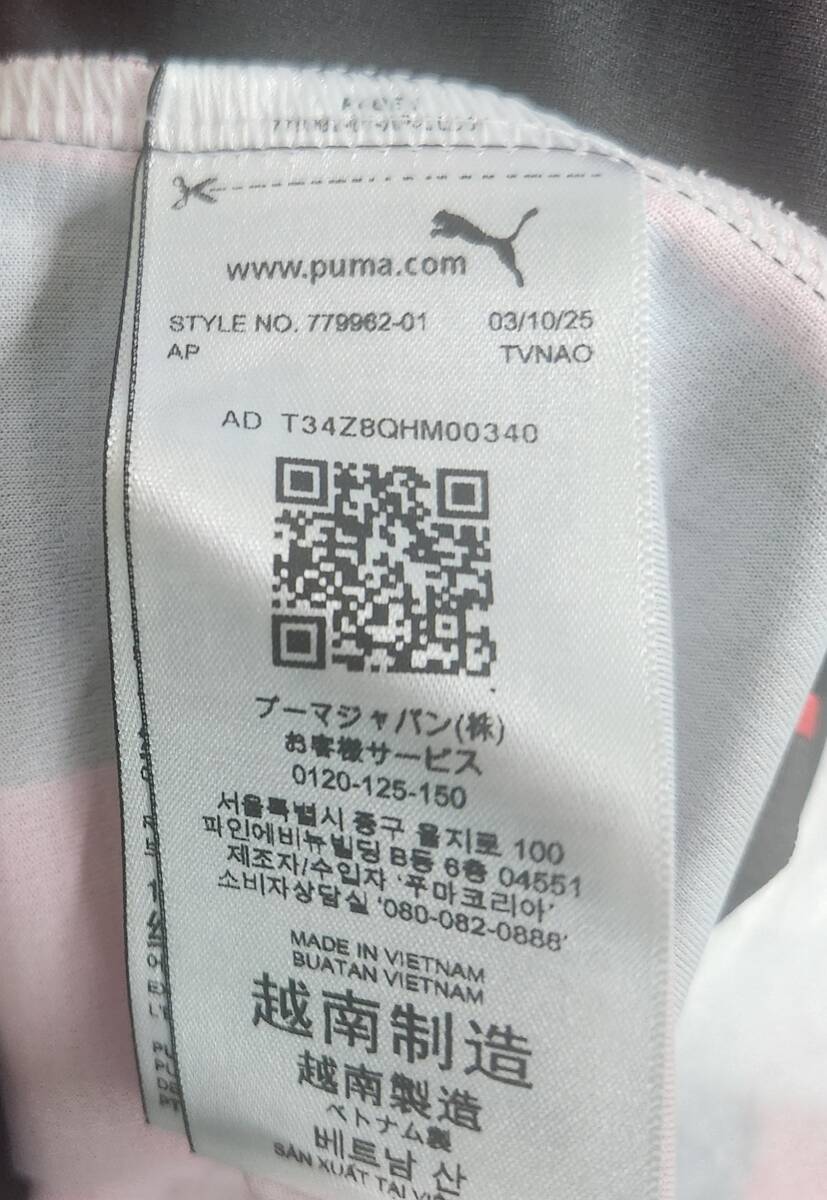 www.puma.com
STYLE NO. 779962-01 03/10/25
AP TVNAO
AD T34Z8QHM00340
プーマジャパン(株)
お客様サービス
0120-125-150
서울특별시 중구 을지로 100
파인에비뉴빌딩 B동 6층 04551
제조자/수입자 '푸마코리아'
소비자상담실 '080-082-0888'
MADE IN VIETNAM
BUATAN VIETNAM
越南制造
越南製造
ベトナム製
베트남 산
SẢN XUẤT TẠI